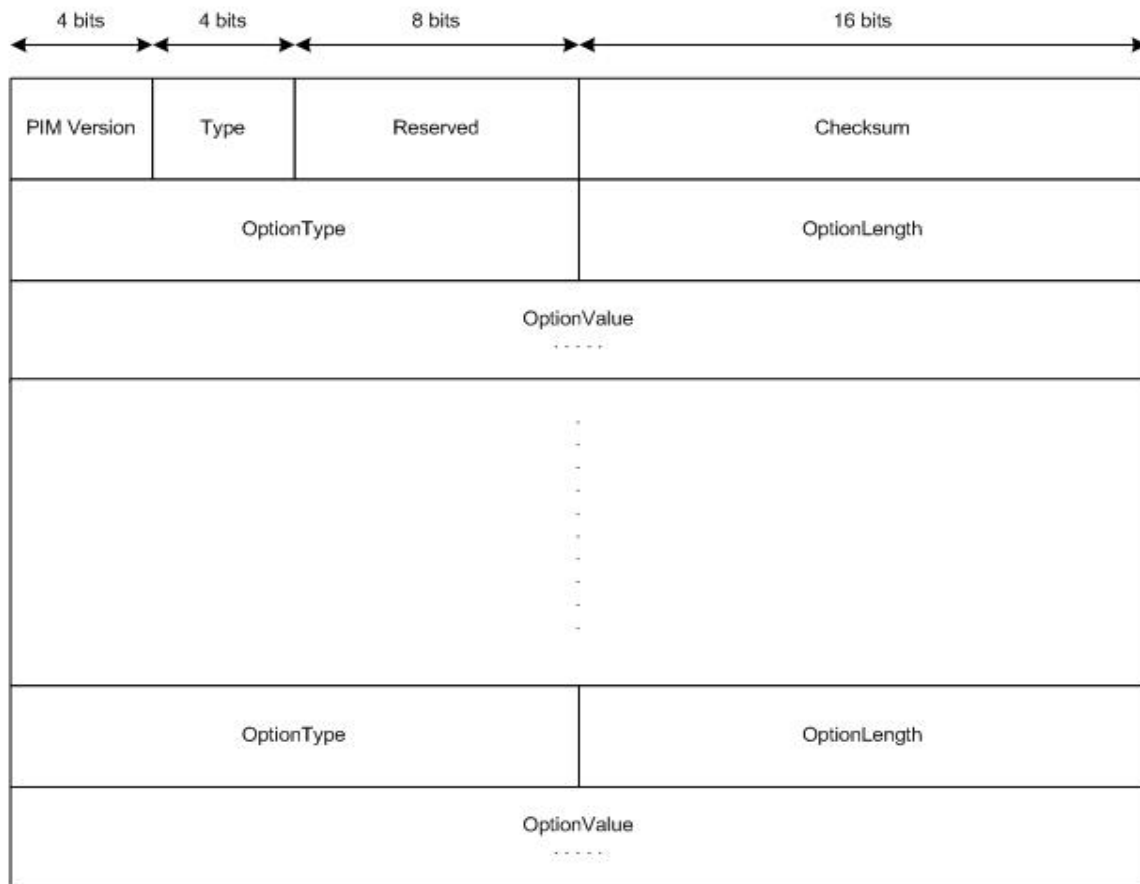 4 bits 4 bits 8 bits 16 bits
PIM Version Type Reserved Checksum
OptionType OptionLength
OptionValue
. . . . .
OptionType OptionLength
OptionValue
. . . . .